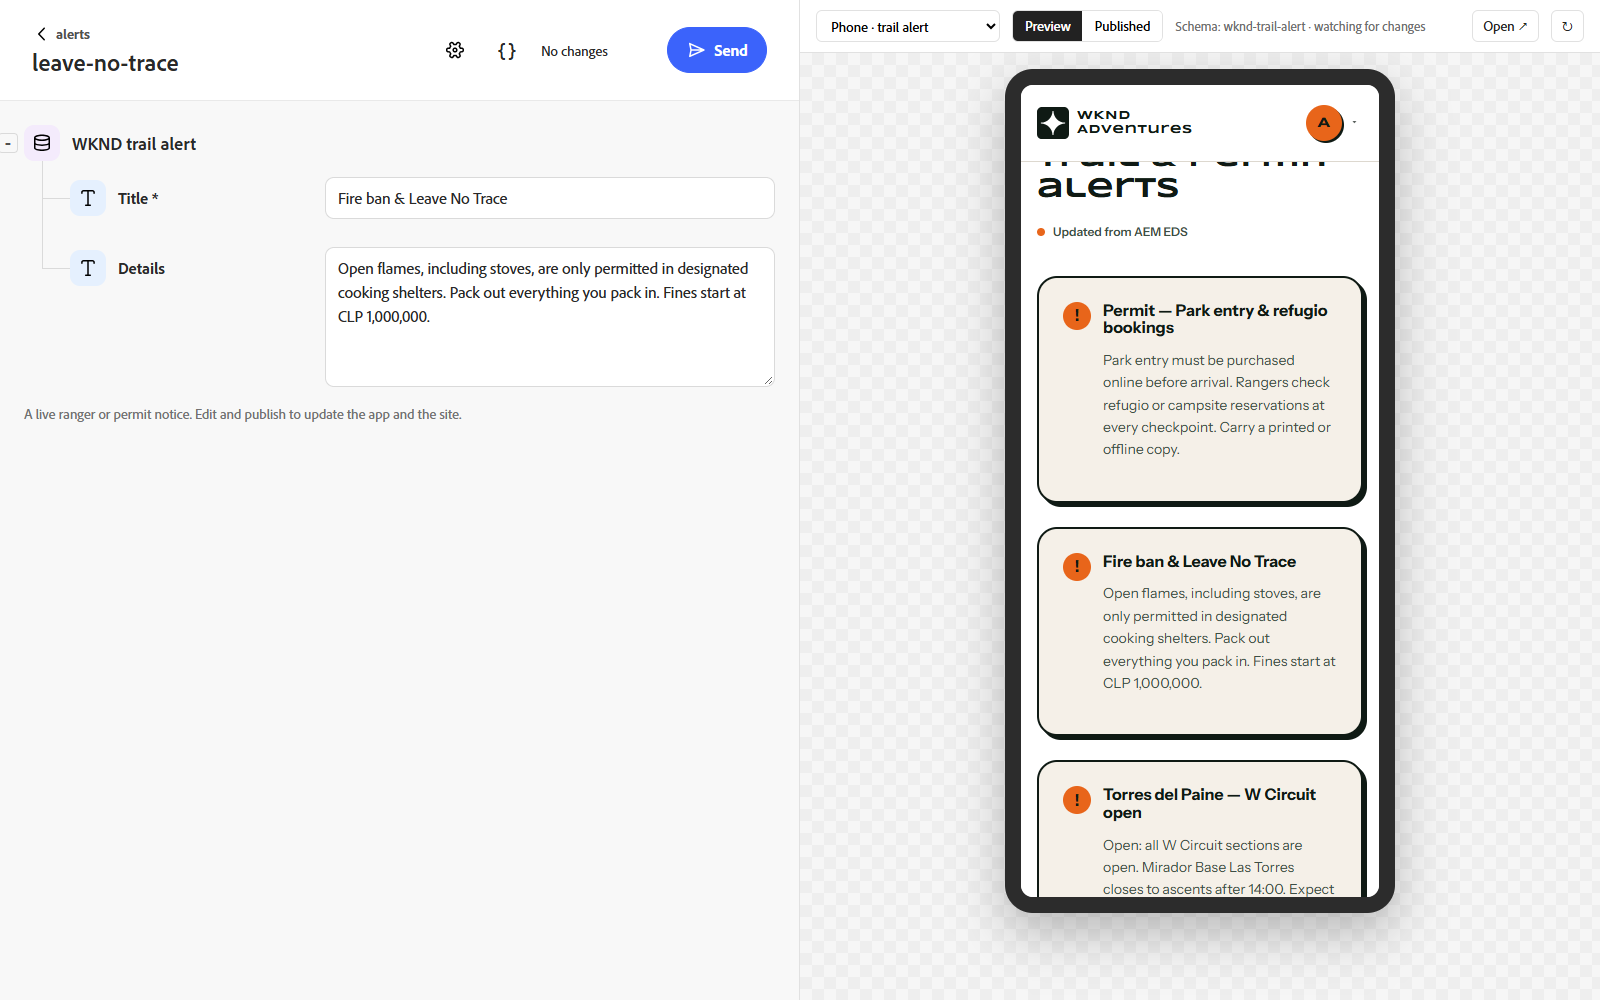 alerts
leave-no-trace
{ }
No changes
Send
WKND trail alert
Title *
Fire ban & Leave No Trace
Details
Open flames, including stoves, are only permitted in designated
cooking shelters. Pack out everything you pack in. Fines start at
CLP 1,000,000.
A live ranger or permit notice. Edit and publish to update the app and the site.
Phone · trail alert
Preview
Published
Schema: wknd-trail-alert · watching for changes
Open ↗
↻
WKND
ADVENTURES
A
Trail & Permit
alerts
Updated from AEM EDS
!
Permit — Park entry & refugio
bookings
Park entry must be purchased
online before arrival. Rangers check
refugio or campsite reservations at
every checkpoint. Carry a printed or
offline copy.
!
Fire ban & Leave No Trace
Open flames, including stoves, are
only permitted in designated
cooking shelters. Pack out
everything you pack in. Fines start at
CLP 1,000,000.
!
Torres del Paine — W Circuit
open
Open: all W Circuit sections are
open. Mirador Base Las Torres
closes to ascents after 14:00. Expect